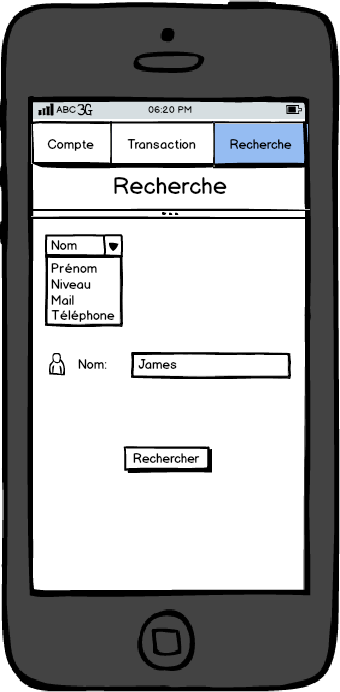 ABC 3G 06:20 PM
Compte Transaction Recherche
Recherche
Nom
Prénom
Niveau
Mail
Téléphone
Nom: James
Rechercher